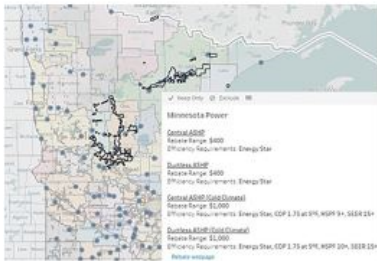 Keep Only
Exclude
Minnesota Power
Central ASHP
Rebate Range: $400
Efficiency Requirements: Energy Star
Ductless ASHP
Rebate Range: $400
Efficiency Requirements: Energy Star
Central ASHP (Cold Climate)
Rebate Range: $1,000
Efficiency Requirements: Energy Star, COP 1.75 at 5°F, HSPF 9+, SEER 15+
Ductless ASHP (Cold Climate)
Rebate Range: $1,000
Efficiency Requirements: Energy Star, COP 1.75 at 5°F, HSPF 10+, SEER 15+
Rebate webpage